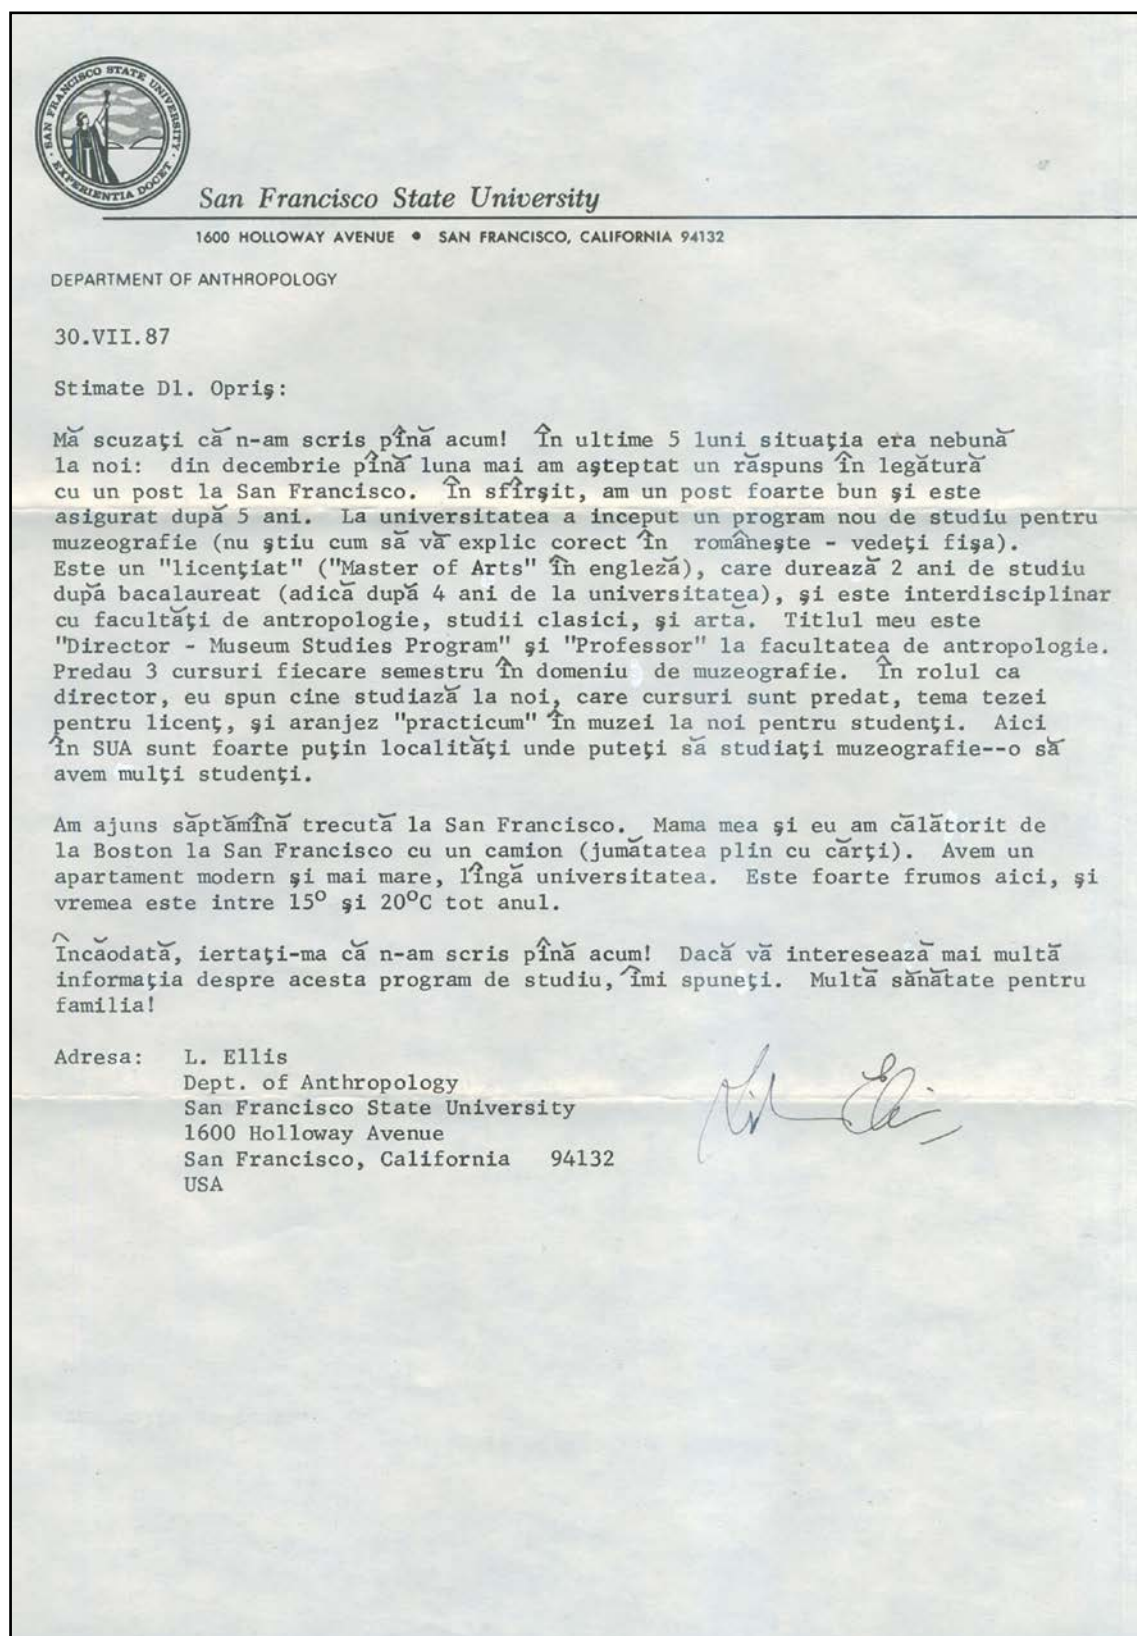 SAN FRANCISCO STATE UNIVERSITY · EXPERIENTIA DOCET ·
San Francisco State University
1600 HOLLOWAY AVENUE • SAN FRANCISCO, CALIFORNIA 94132
DEPARTMENT OF ANTHROPOLOGY
30.VII.87
Stimate Dl. Opriş:
Mă scuzaţi că n-am scris pînă acum! În ultime 5 luni situaţia era nebună
la noi: din decembrie pînă luna mai am aşteptat un răspuns în legătură
cu un post la San Francisco. În sfîrşit, am un post foarte bun şi este
asigurat după 5 ani. La universitatea a inceput un program nou de studiu pentru
muzeografie (nu ştiu cum să vă explic corect în româneşte - vedeţi fişa).
Este un "licenţiat" ("Master of Arts" în engleză), care durează 2 ani de studiu
după bacalaureat (adică după 4 ani de la universitatea), şi este interdisciplinar
cu facultăţi de antropologie, studii clasici, şi artă. Titlul meu este
"Director - Museum Studies Program" şi "Professor" la facultatea de antropologie.
Predau 3 cursuri fiecare semestru în domeniu de muzeografie. În rolul ca
director, eu spun cine studiază la noi, care cursuri sunt predat, tema tezei
pentru licenţ, şi aranjez "practicum" în muzei la noi pentru studenţi. Aici
în SUA sunt foarte puţin localităţi unde puteţi să studiaţi muzeografie--o să
avem mulţi studenţi.
Am ajuns săptămînă trecută la San Francisco. Mama mea şi eu am călătorit de
la Boston la San Francisco cu un camion (jumătatea plin cu cărţi). Avem un
apartament modern şi mai mare, lîngă universitatea. Este foarte frumos aici, şi
vremea este intre 15° şi 20°C tot anul.
Încăodată, iertaţi-ma că n-am scris pînă acum! Dacă vă interesează mai multă
informaţia despre acesta program de studiu, îmi spuneţi. Multă sănătate pentru
familia!
Adresa: L. Ellis
Dept. of Anthropology
San Francisco State University
1600 Holloway Avenue
San Francisco, California 94132
USA